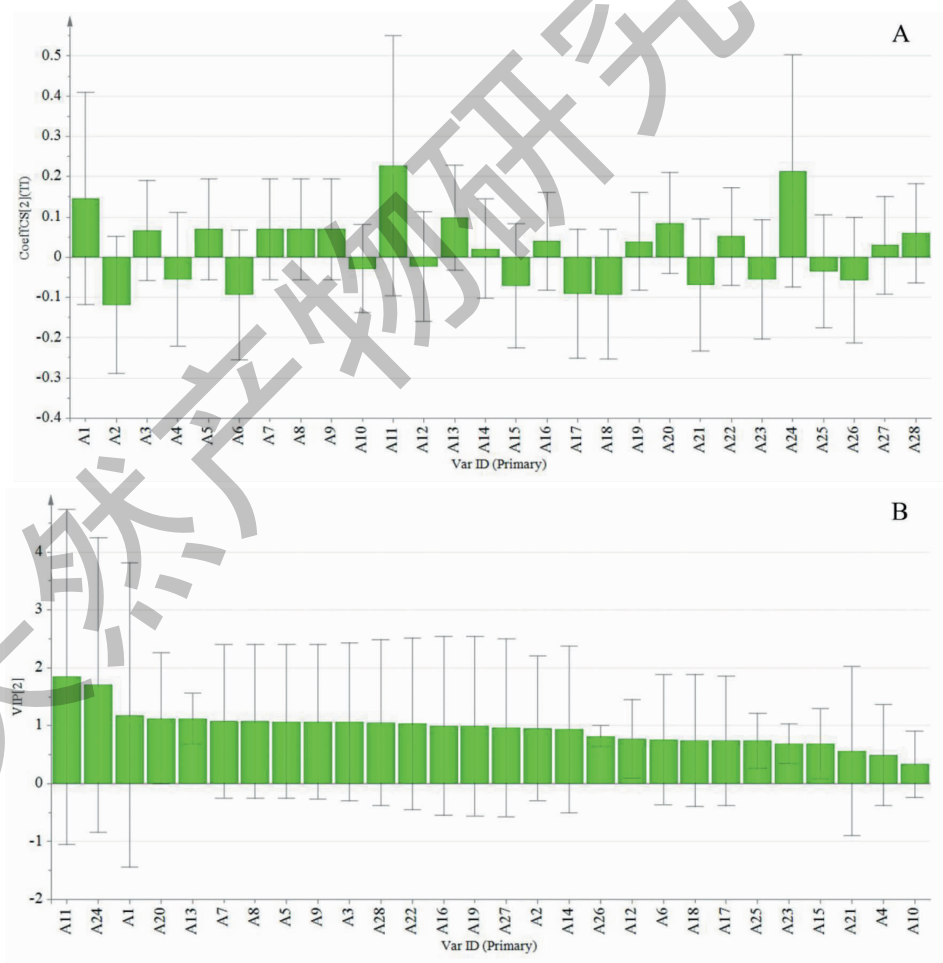 A
0.5
0.4
0.3
0.2
0.1
0
-0.1
-0.2
-0.3
-0.4
CoeffCS[2](TI)
A1 A2 A3 A4 A5 A6 A7 A8 A9 A10 A11 A12 A13 A14 A15 A16 A17 A18 A19 A20 A21 A22 A23 A24 A25 A26 A27 A28
Var ID (Primary)
B
4
3
2
1
0
-1
-2
VIP[2]
A11 A24 A1 A20 A13 A7 A8 A5 A9 A3 A28 A22 A16 A19 A27 A2 A14 A26 A12 A6 A18 A17 A25 A23 A15 A21 A4 A10
Var ID (Primary)
然产物研究